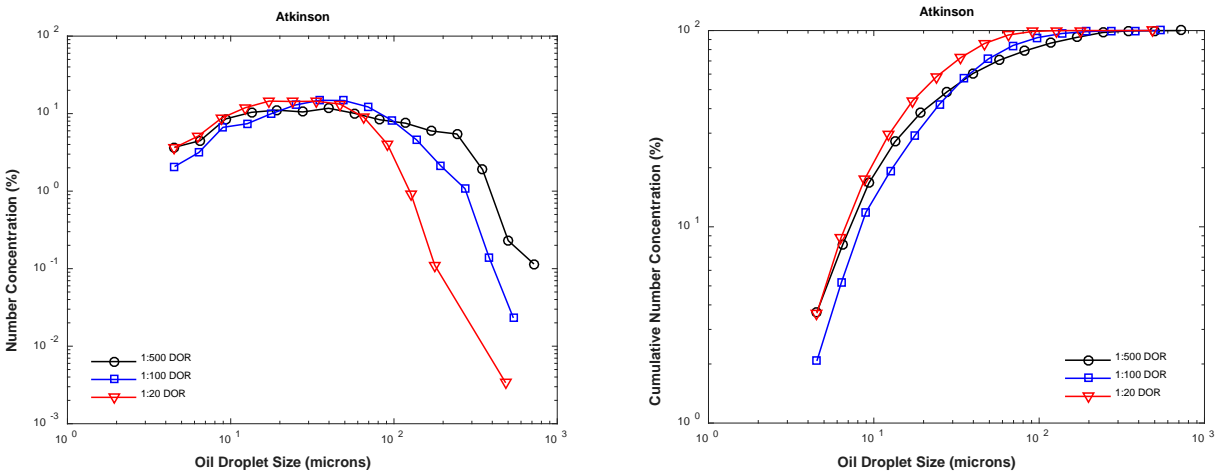 Atkinson
Number Concentration (%)
10^2
10^1
10^0
10^-1
10^-2
10^-3
1:500 DOR
1:100 DOR
1:20 DOR
10^0 10^1 10^2 10^3
Oil Droplet Size (microns)
Atkinson
Cumulative Number Concentration (%)
10^2
10^1
10^0
1:500 DOR
1:100 DOR
1:20 DOR
10^0 10^1 10^2 10^3
Oil Droplet Size (microns)